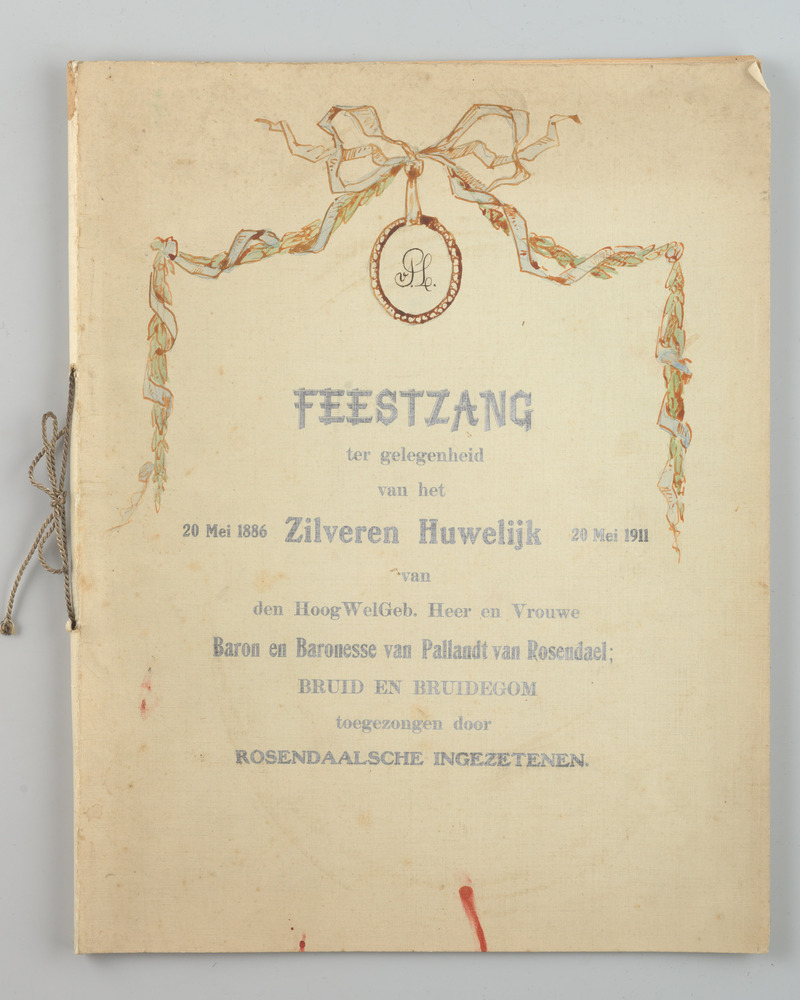 FEESTZANG
ter gelegenheid
van het
20 Mei 1886 Zilveren Huwelijk 20 Mei 1911
van
den HoogWelGeb. Heer en Vrouwe
Baron en Baronesse van Pallandt van Rosendael;
BRUID EN BRUIDEGOM
toegezongen door
ROSENDAALSCHE INGEZETENEN.